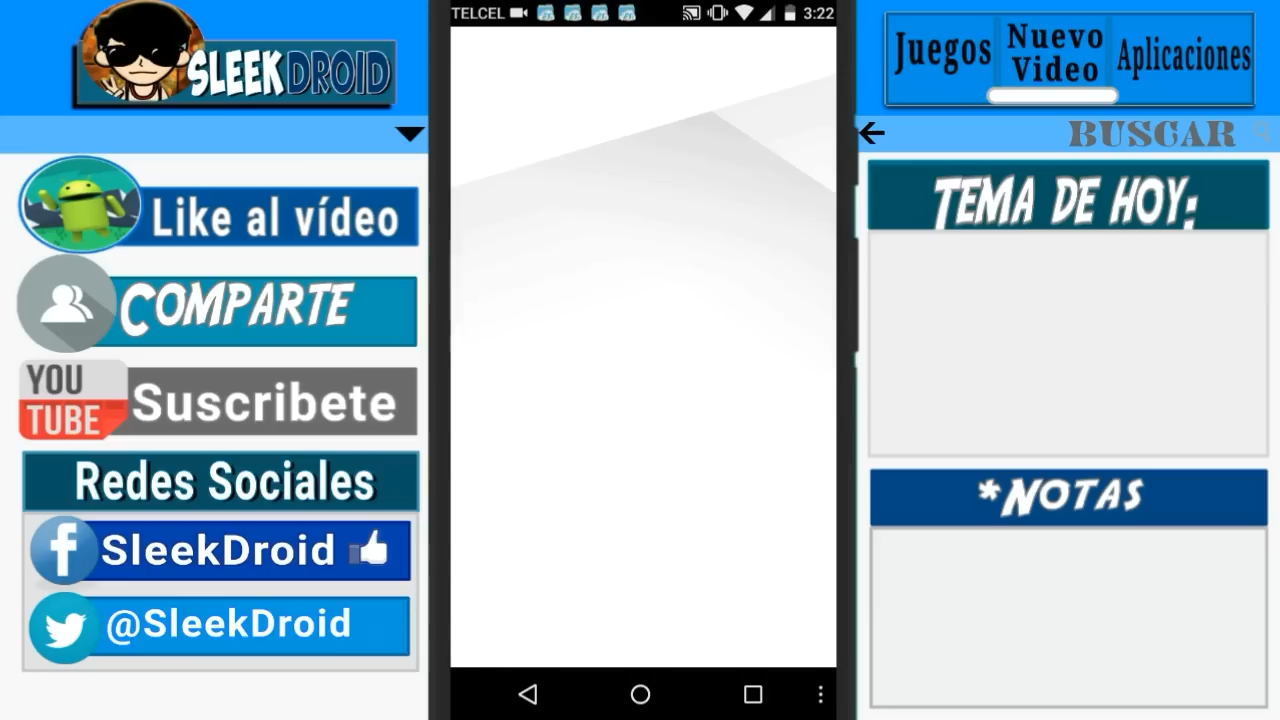 SLEEKDROID
Like al vídeo
COMPARTE
YOU
TUBE
Suscribete
Redes Sociales
SleekDroid
@SleekDroid
TELCEL
3:22
Juegos
Nuevo
Video
Aplicaciones
BUSCAR
TEMA DE HOY:
*NOTAS